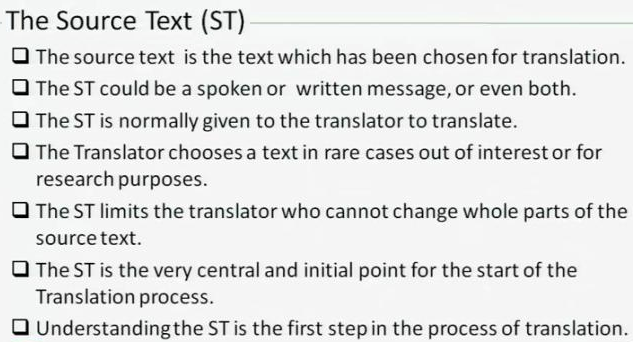 The Source Text (ST)
❑ The source text is the text which has been chosen for translation.
❑ The ST could be a spoken or written message, or even both.
❑ The ST is normally given to the translator to translate.
❑ The Translator chooses a text in rare cases out of interest or for
research purposes.
❑ The ST limits the translator who cannot change whole parts of the
source text.
❑ The ST is the very central and initial point for the start of the
Translation process.
❑ Understanding the ST is the first step in the process of translation.